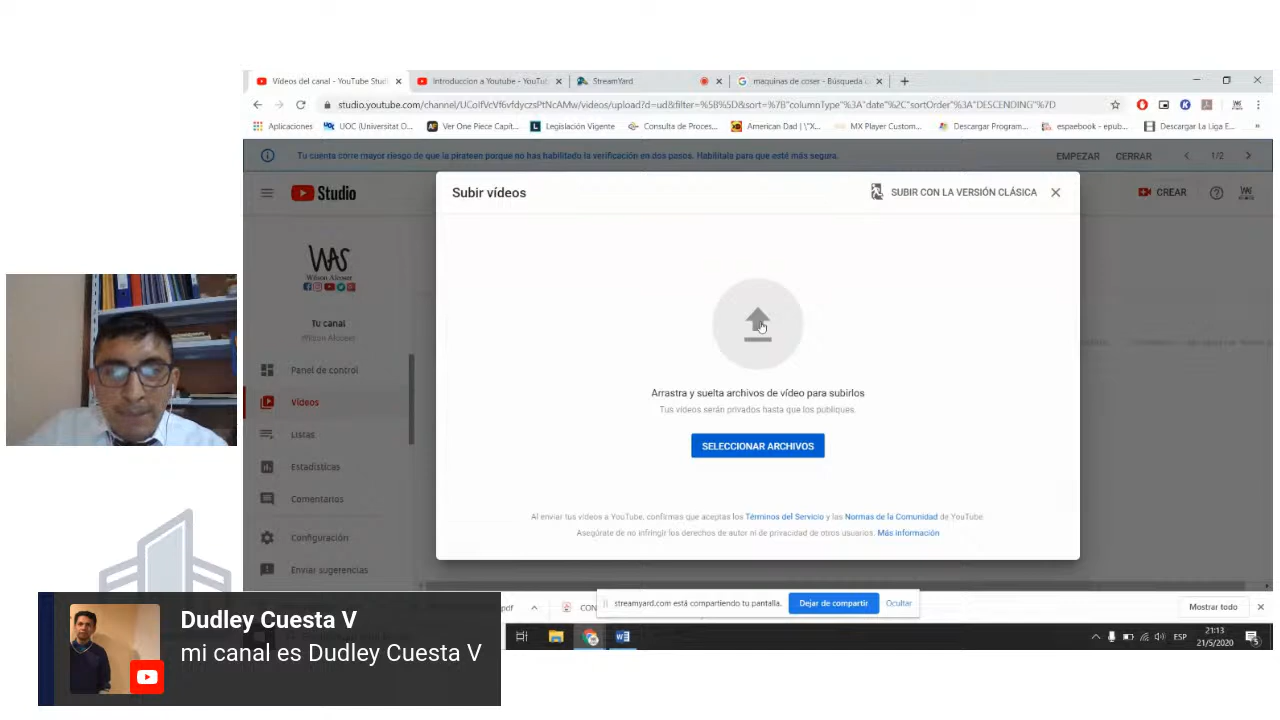 Vídeos del canal - YouTube Studi
Introduccion a Youtube - YouTub
StreamYard
maquinas de coser - Búsqueda
studio.youtube.com/channel/UCoIfVcVf6vfdyczsPtNcAMw/videos/upload?d=ud&filter=%5B%5D&sort=%7B"columnType"%3A"date"%2C"sortOrder"%3A"DESCENDING"%7D
Aplicaciones
UOC (Universitat O...
Ver One Piece Capit...
Legislación Vigente
Consulta de Proces...
American Dad | \"X...
MX Player Custom...
Descargar Program...
espaebook - epub...
Descargar La Liga E...
»
Tu cuenta corre mayor riesgo de que la pirateen porque no has habilitado la verificación en dos pasos. Habilítala para que esté más segura.
EMPEZAR
CERRAR
1/2
Studio
CREAR
Subir vídeos
SUBIR CON LA VERSIÓN CLÁSICA
WAS
Wilson Alcoser
Tu canal
Wilson Alcoser
Panel de control
Vídeos
Listas
Estadísticas
Comentarios
Configuración
Enviar sugerencias
Arrastra y suelta archivos de vídeo para subirlos
Tus vídeos serán privados hasta que los publiques.
SELECCIONAR ARCHIVOS
Al enviar tus vídeos a YouTube, confirmas que aceptas los Términos del Servicio y las Normas de la Comunidad de YouTube.
Asegúrate de no infringir los derechos de autor ni de privacidad de otros usuarios. Más información
pdf
CON
streamyard.com está compartiendo tu pantalla.
Dejar de compartir
Ocultar
Mostrar todo
ESP
21:13
21/5/2020
Dudley Cuesta V
mi canal es Dudley Cuesta V